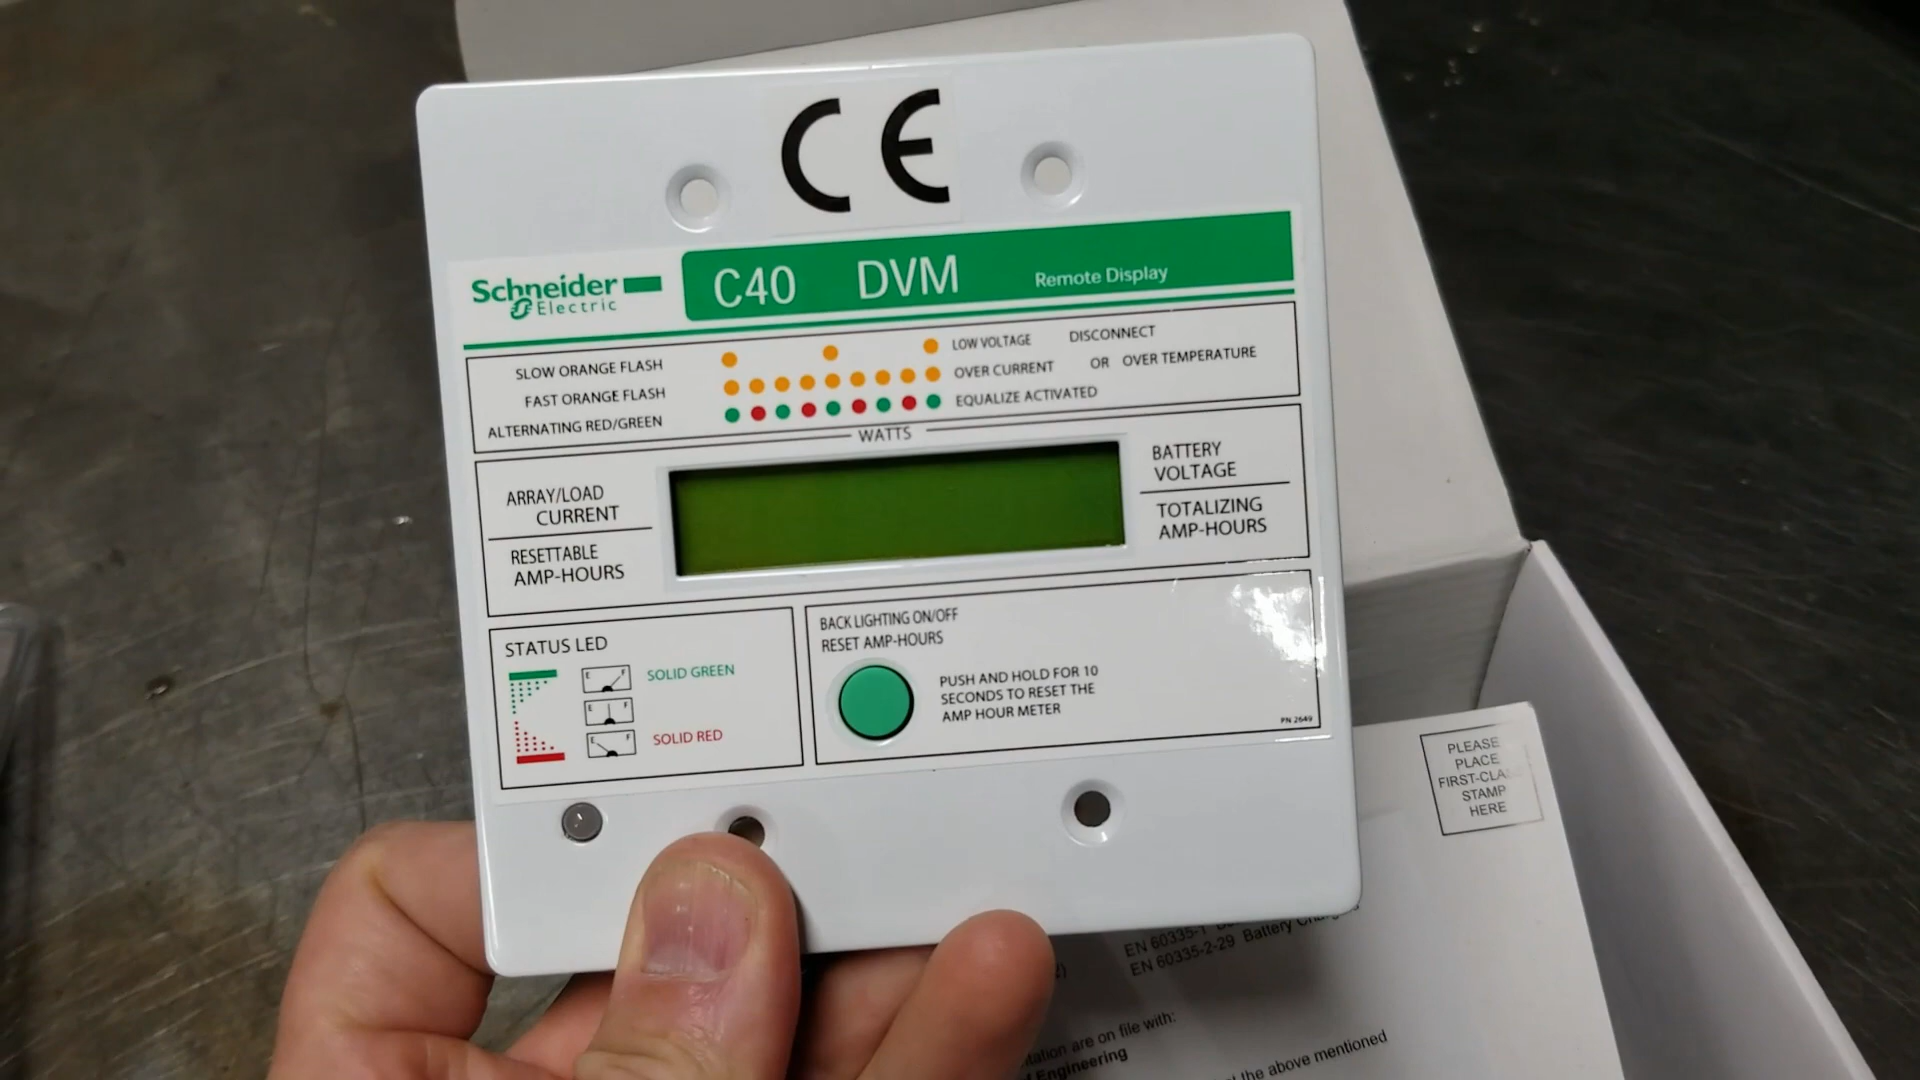 CE
Schneider
Electric
C40 DVM Remote Display
SLOW ORANGE FLASH LOW VOLTAGE DISCONNECT
FAST ORANGE FLASH OVER CURRENT OR OVER TEMPERATURE
ALTERNATING RED/GREEN EQUALIZE ACTIVATED
WATTS
ARRAY/LOAD
CURRENT
RESETTABLE
AMP-HOURS
BATTERY
VOLTAGE
TOTALIZING
AMP-HOURS
STATUS LED
E F SOLID GREEN
E F
E F SOLID RED
BACK LIGHTING ON/OFF
RESET AMP-HOURS
PUSH AND HOLD FOR 10
SECONDS TO RESET THE
AMP HOUR METER
PN 2649
PLEASE
PLACE
STAMP
HERE
EN 60335-1
EN 60335-2-29 Battery
are on file with:
Engineering
the above mentioned